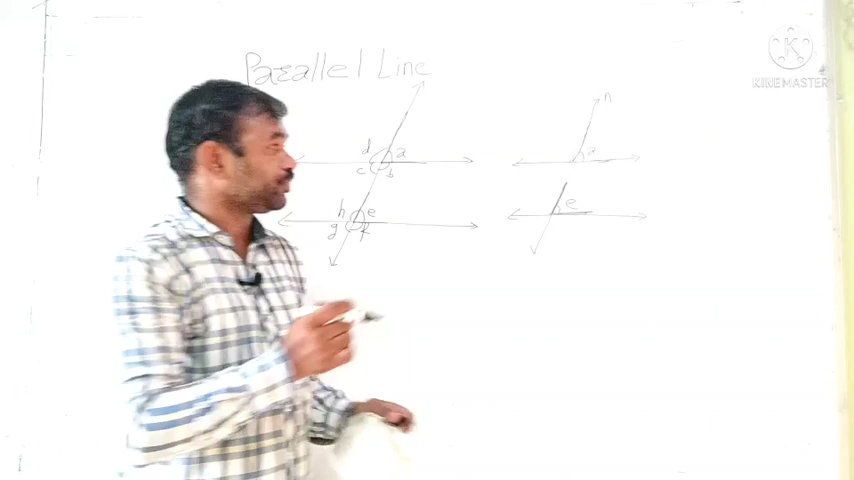 Parallel Line
d a
c b
h e
g f
n
a
e
K
KINEMASTER